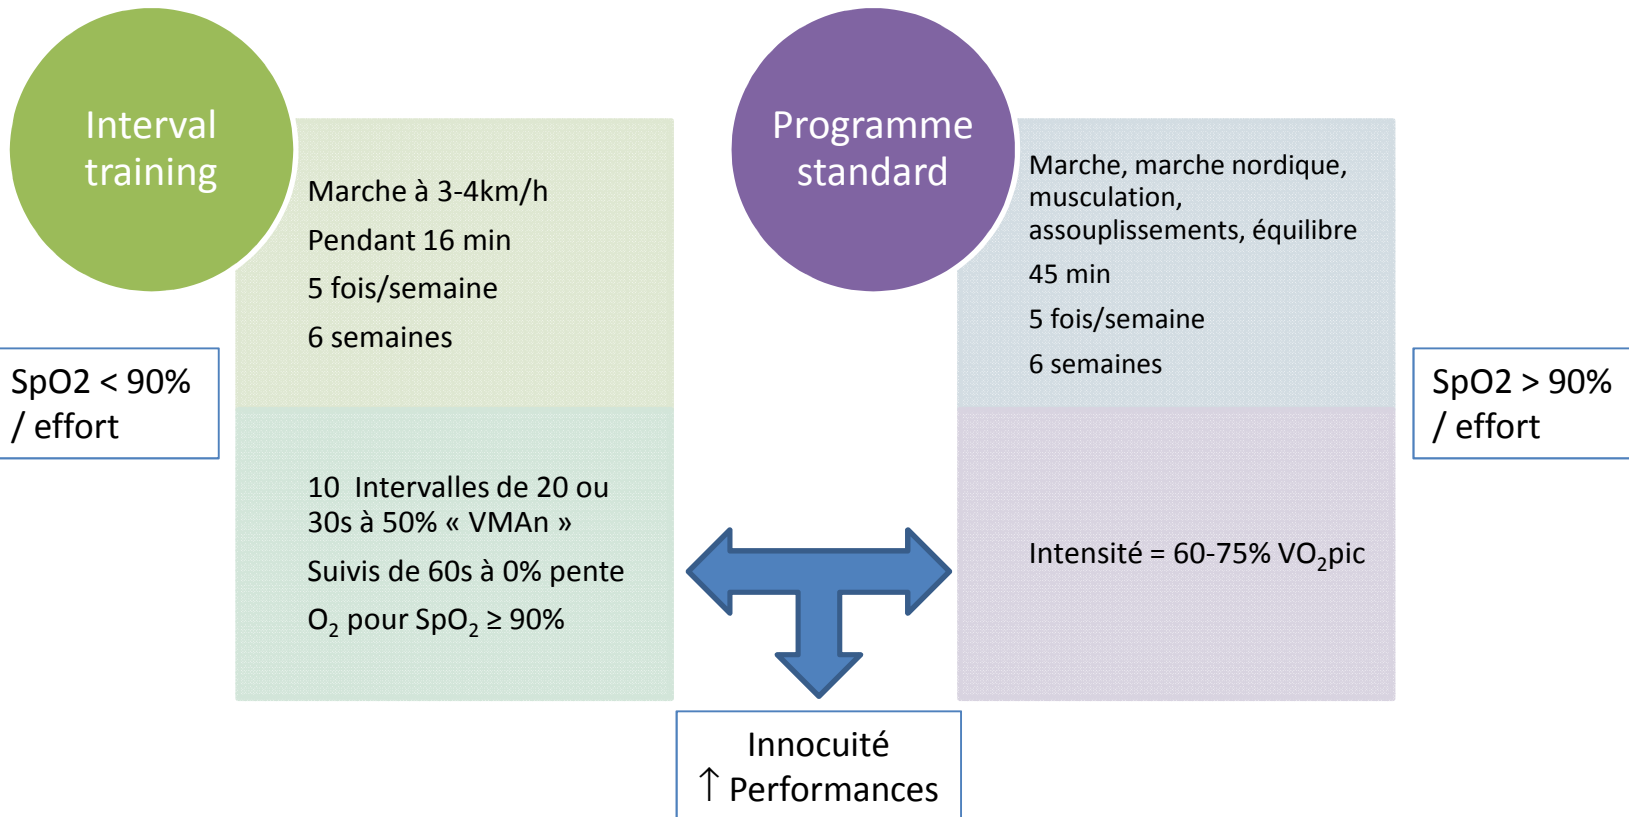 Interval
training
Marche à 3-4km/h
Pendant 16 min
5 fois/semaine
6 semaines
SpO2 < 90%
/ effort
10  Intervalles de 20 ou
30s à 50% « VMAn »
Suivis de 60s à 0% pente
O₂ pour SpO₂ ≥ 90%
Programme
standard
Marche, marche nordique,
musculation,
assouplissements, équilibre
45 min
5 fois/semaine
6 semaines
SpO2 > 90%
/ effort
Intensité = 60-75% VO₂pic
Innocuité
↑ Performances